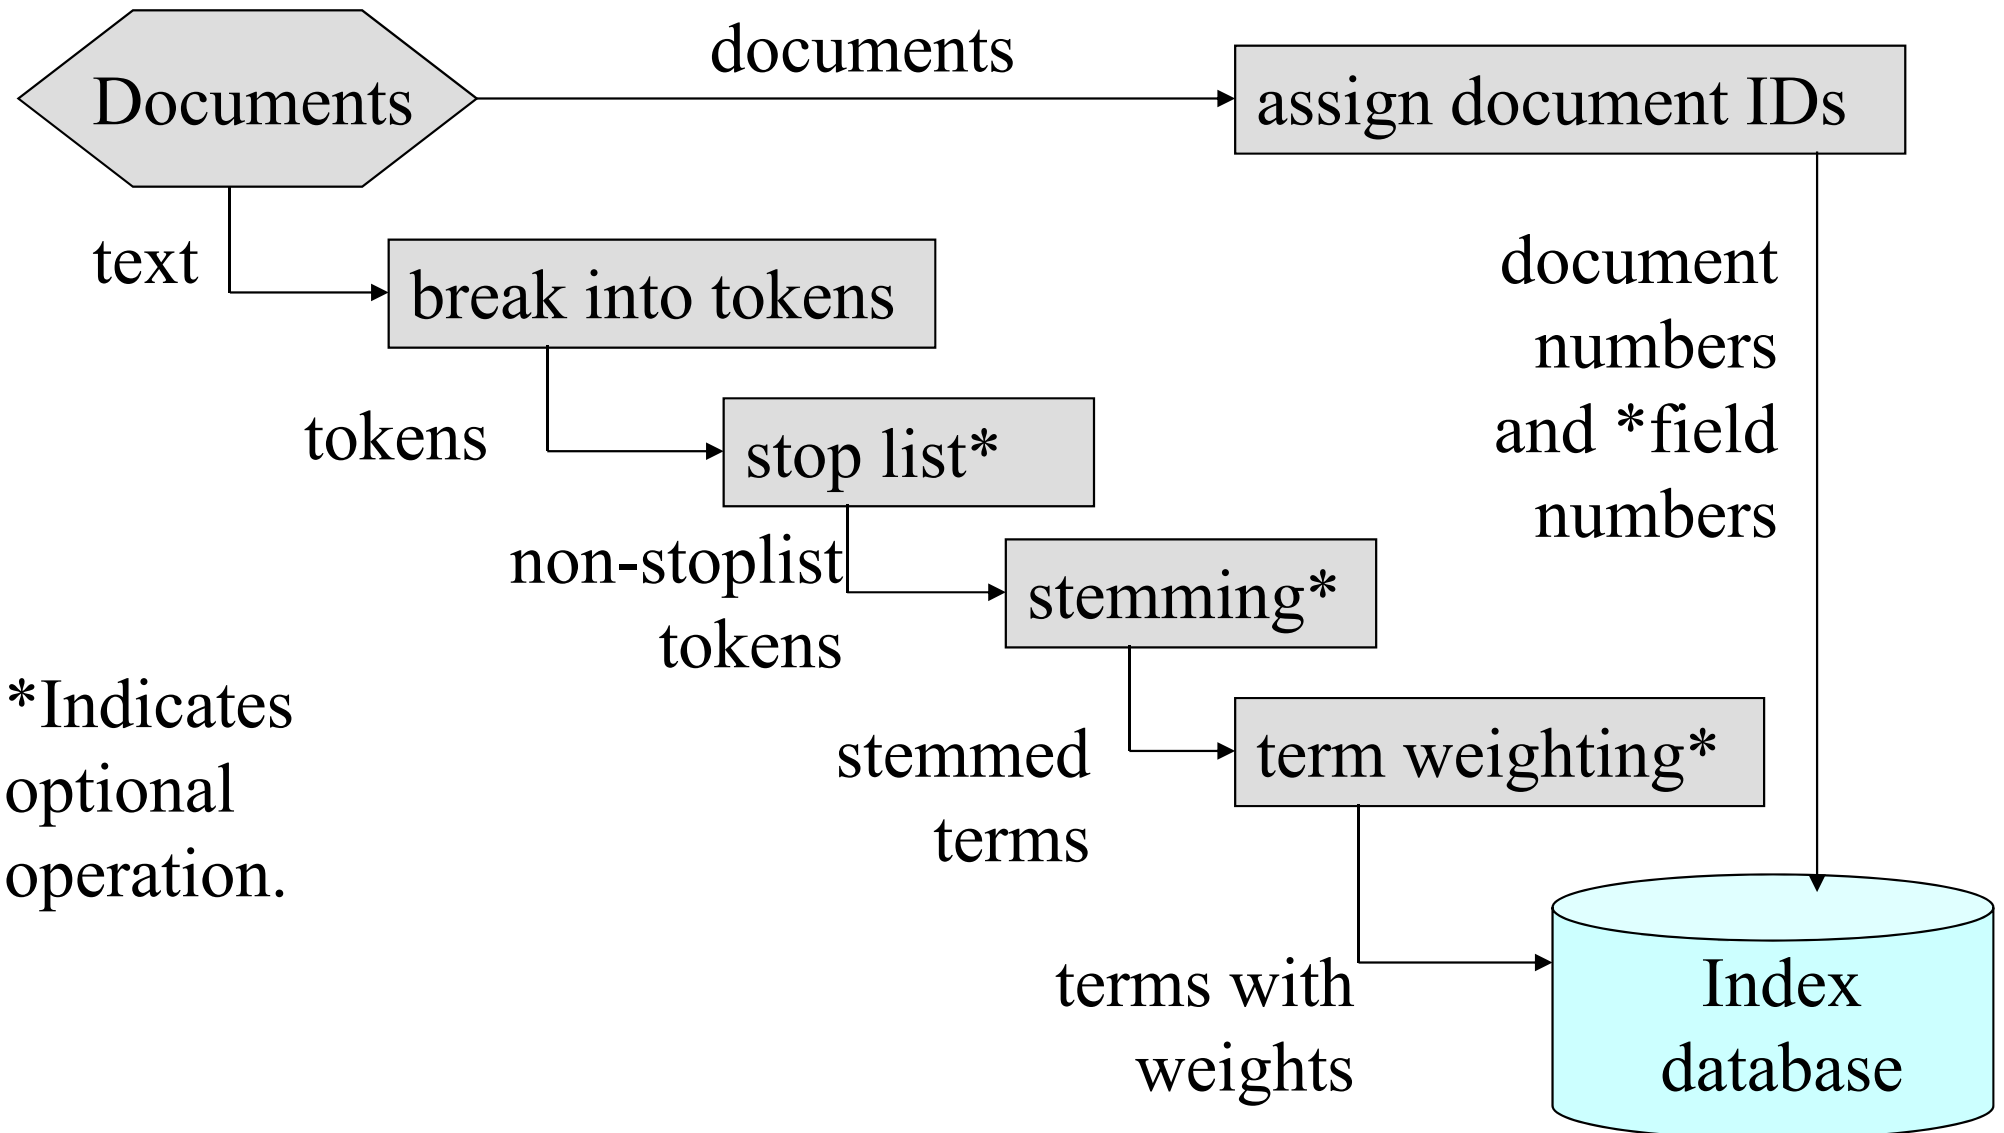 documents
Documents
assign document IDs
text
break into tokens
document
numbers
and *field
numbers
tokens
stop list*
non-stoplist
tokens
stemming*
*Indicates
optional
operation.
stemmed
terms
term weighting*
terms with
weights
Index
database